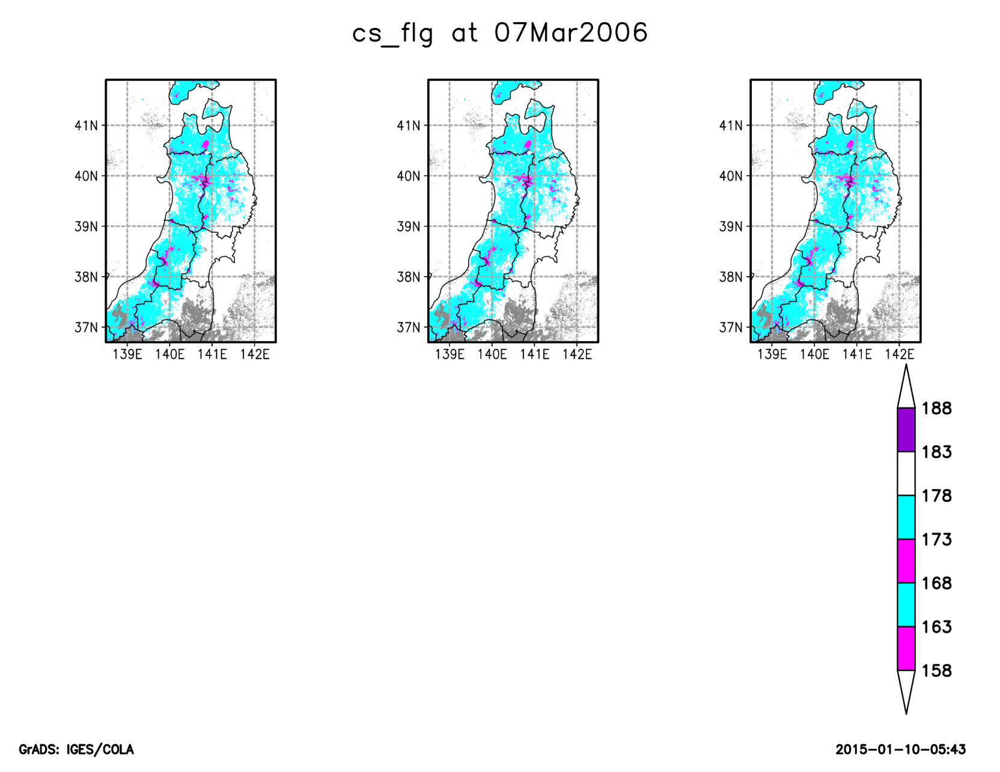 cs_flg at 07Mar2006
41N 41N 41N
40N 40N 40N
39N 39N 39N
38N 38N 38N
37N 37N 37N
139E 140E 141E 142E 139E 140E 141E 142E 139E 140E 141E 142E
188
183
178
173
168
163
158
GrADS: IGES/COLA 2015-01-10-05:43